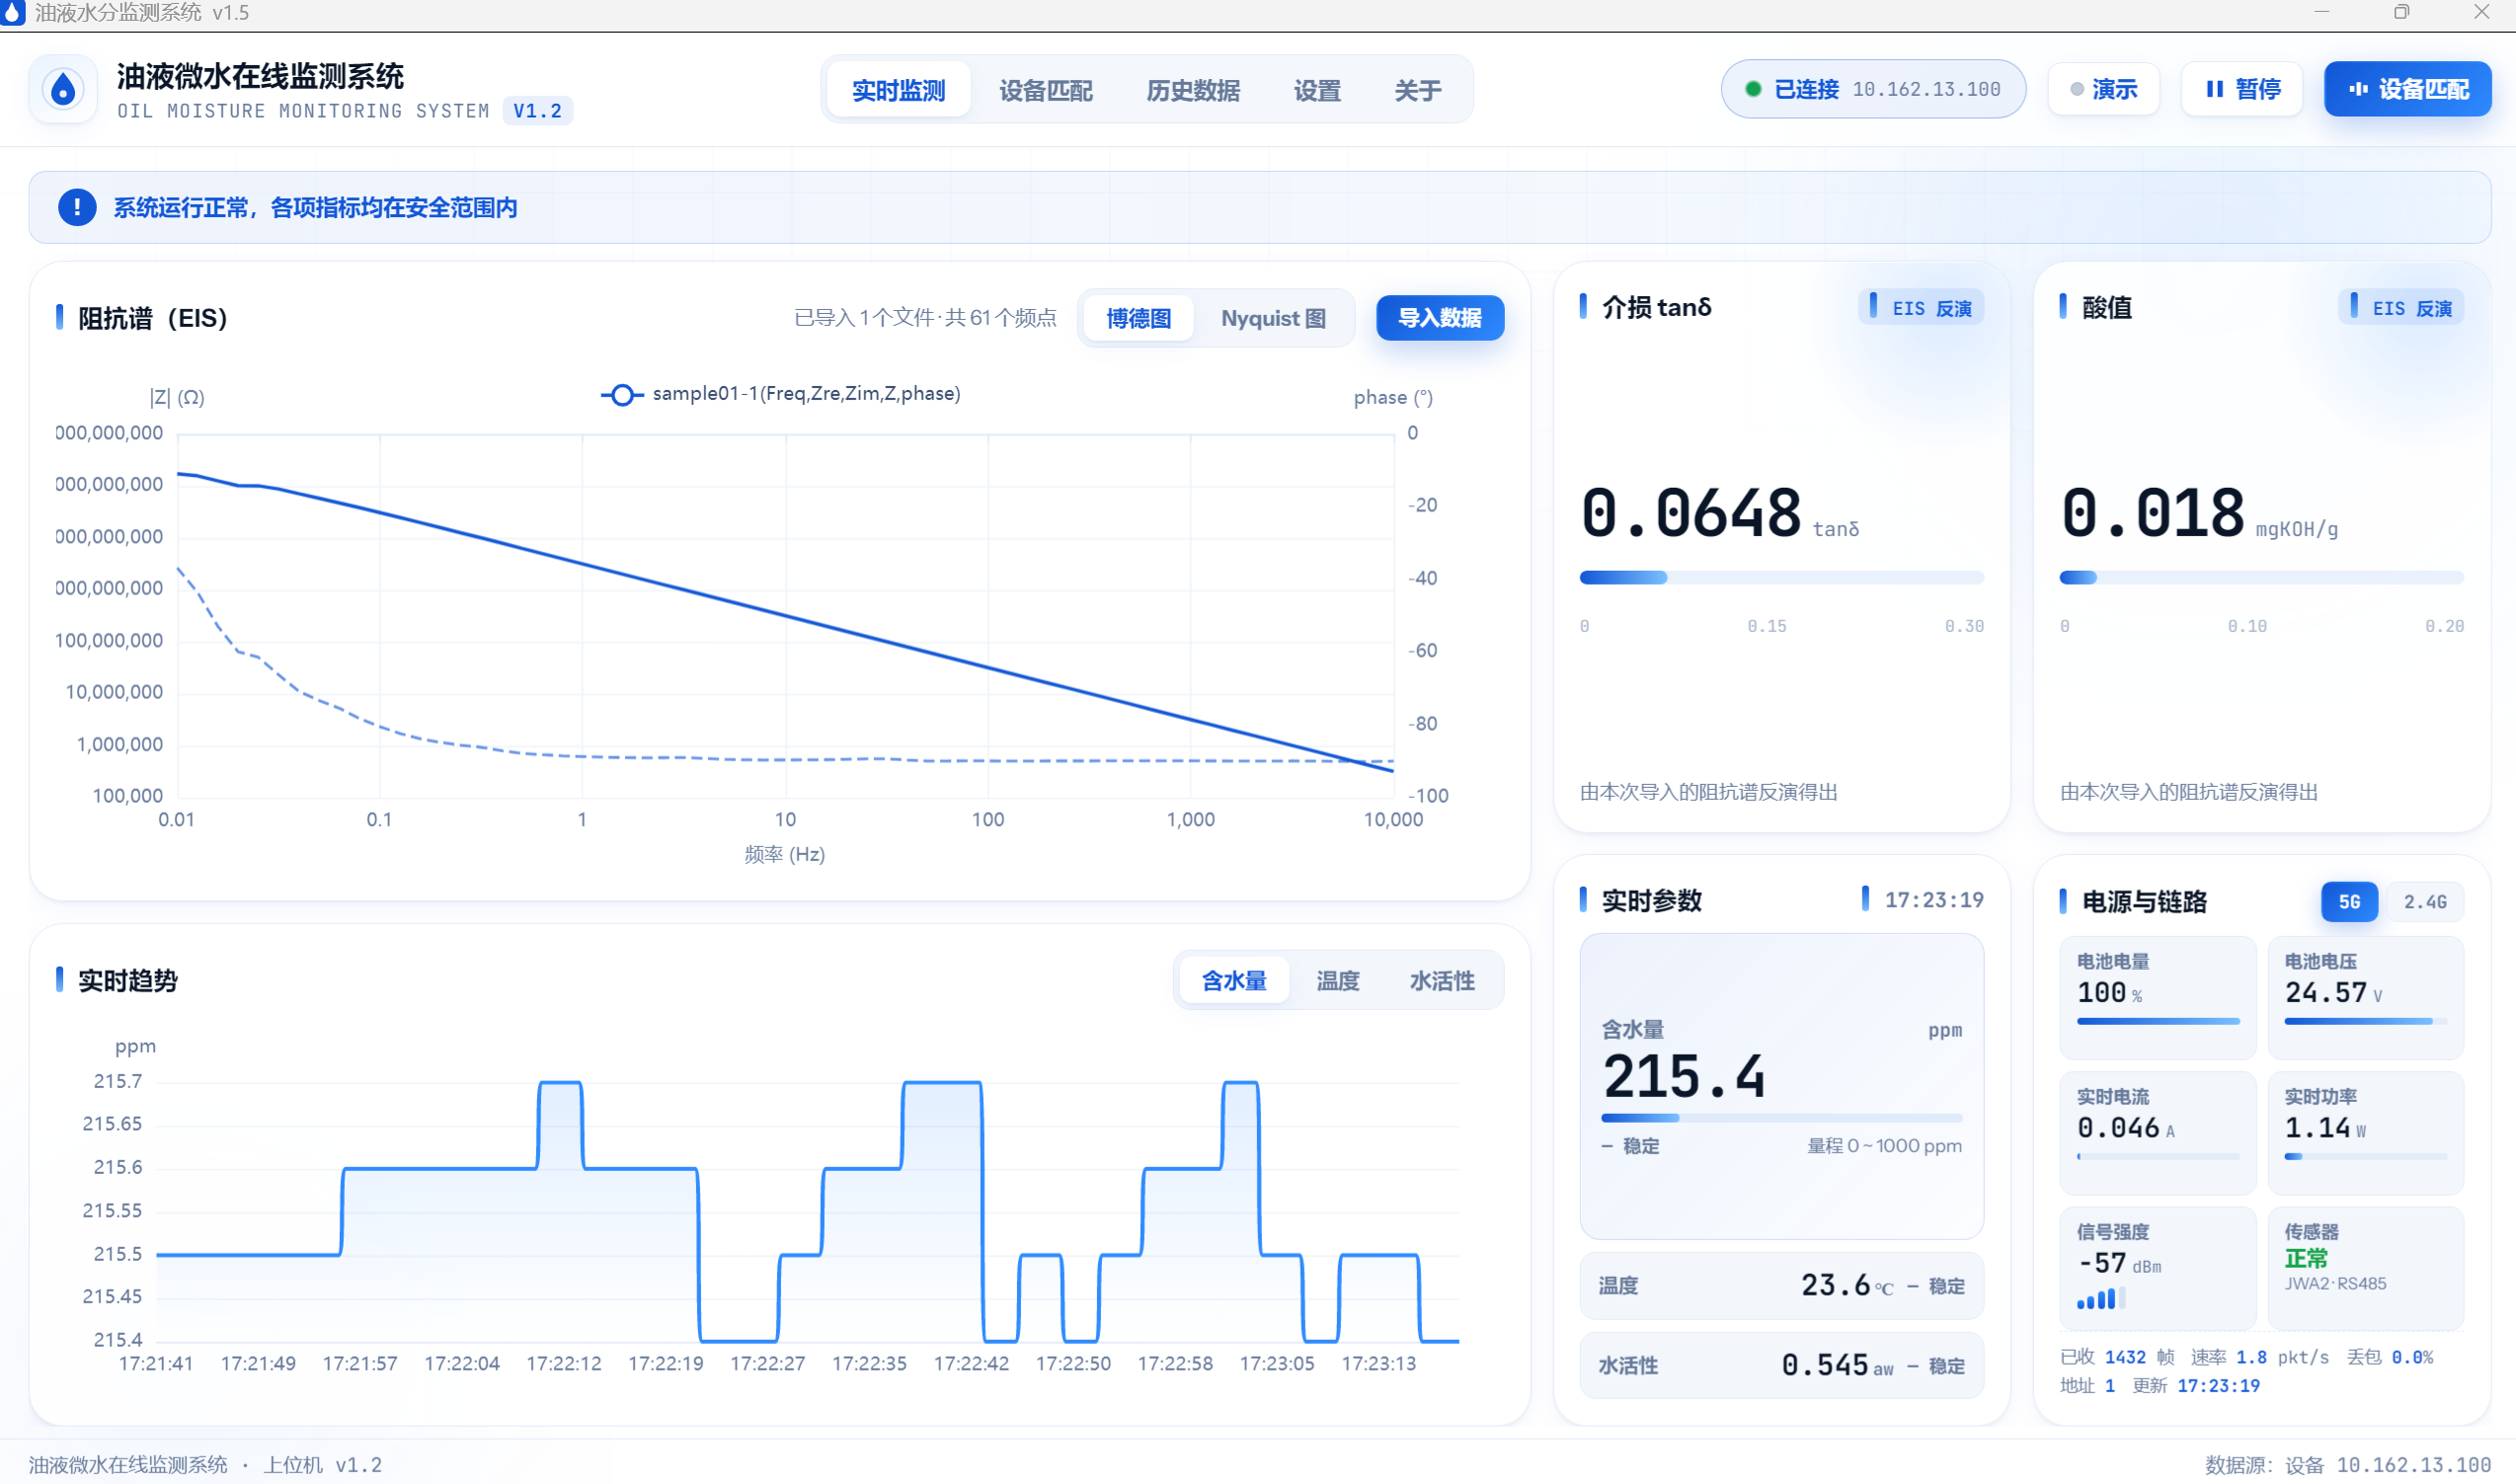 油液水分监测系统 v1.5
油液微水在线监测系统
OIL MOISTURE MONITORING SYSTEM V1.2
实时监测 设备匹配 历史数据 设置 关于
已连接 10.162.13.100
演示
暂停
设备匹配
! 系统运行正常，各项指标均在安全范围内
阻抗谱（EIS）
已导入 1 个文件·共 61 个频点
博德图 Nyquist 图
导入数据
|Z| (Ω)
sample01-1(Freq,Zre,Zim,Z,phase)
phase (°)
000,000,000
000,000,000
000,000,000
000,000,000
100,000,000
10,000,000
1,000,000
100,000
0
-20
-40
-60
-80
-100
0.01 0.1 1 10 100 1,000 10,000
频率 (Hz)
介损 tanδ
EIS 反演
0.0648 tanδ
0 0.15 0.30
由本次导入的阻抗谱反演得出
酸值
EIS 反演
0.018 mgKOH/g
0 0.10 0.20
由本次导入的阻抗谱反演得出
实时趋势
含水量 温度 水活性
ppm
215.7
215.65
215.6
215.55
215.5
215.45
215.4
17:21:41 17:21:49 17:21:57 17:22:04 17:22:12 17:22:19 17:22:27 17:22:35 17:22:42 17:22:50 17:22:58 17:23:05 17:23:13
实时参数
17:23:19
含水量 ppm
215.4
— 稳定 量程 0 ~ 1000 ppm
温度 23.6 ℃ — 稳定
水活性 0.545 aw — 稳定
电源与链路
5G 2.4G
电池电量
100 %
电池电压
24.57 V
实时电流
0.046 A
实时功率
1.14 W
信号强度
-57 dBm
传感器
正常
JWA2·RS485
已收 1432 帧 速率 1.8 pkt/s 丢包 0.0%
地址 1 更新 17:23:19
油液微水在线监测系统 · 上位机 v1.2
数据源：设备 10.162.13.100